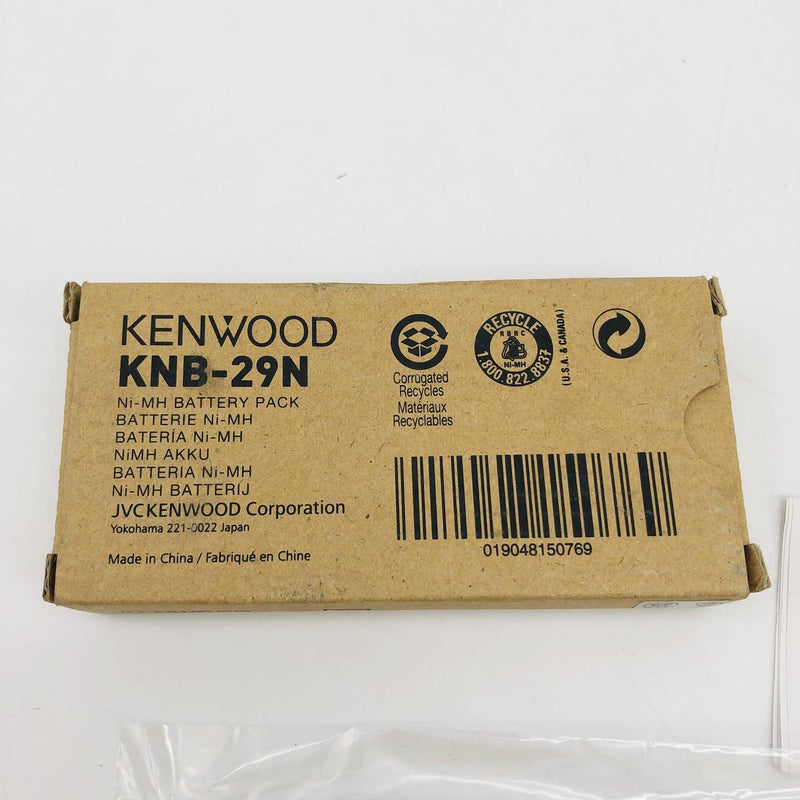 KENWOOD
KNB-29N
Ni-MH BATTERY PACK
BATTERIE Ni-MH
BATERÍA Ni-MH
NiMH AKKU
BATTERIA Ni-MH
Ni-MH BATTERIJ
JVCKENWOOD Corporation
Yokohama 221-0022 Japan
Made in China / Fabriqué en Chine
Corrugated
Recycles
Matériaux
Recyclables
RECYCLE
RBRC
Ni-MH
1.800.822.8837
(U.S.A. & CANADA)
019048150769